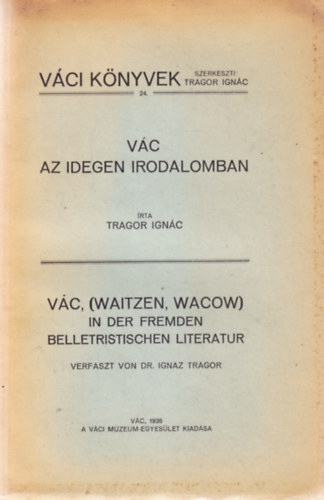 VÁCI KÖNYVEK
SZERKESZTI
TRAGOR IGNÁC
24.
VÁC
AZ IDEGEN IRODALOMBAN
ÍRTA
TRAGOR IGNÁC
VÁC, (WAITZEN, WACOW)
IN DER FREMDEN
BELLETRISTISCHEN LITERATUR
VERFASZT VON DR. IGNAZ TRAGOR
VÁC, 1936
A VÁCI MÚZEUM-EGYESÜLET KIADÁSA